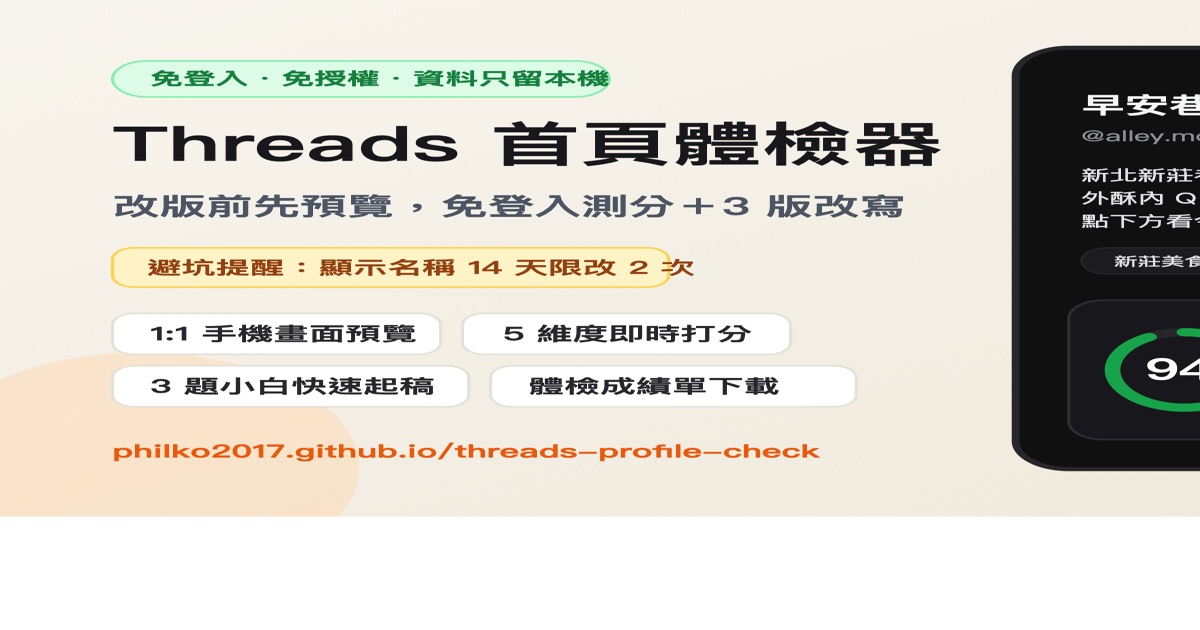 免登入 · 免授權 · 資料只留本機
Threads 首頁體檢器
改版前先預覽，免登入測分＋3 版改寫
避坑提醒：顯示名稱 14 天限改 2 次
1:1 手機畫面預覽
5 維度即時打分
3 題小白快速起稿
體檢成績單下載
philko2017.github.io/threads-profile-check
早安巷
@alley.mo
新北新莊
外酥內 Q
點下方看
新莊美食
94